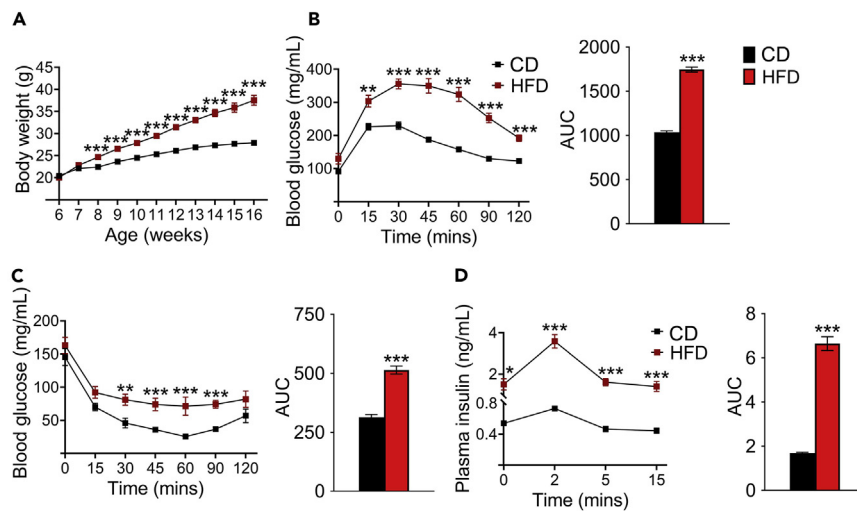 A
Body weight (g)
40
35
30
25
20
15
*** *** *** *** *** *** *** *** ***
6 7 8 9 10 11 12 13 14 15 16
Age (weeks)
B
Blood glucose (mg/mL)
400
300
200
100
** *** *** *** *** ***
CD
HFD
0 15 30 45 60 90 120
Time (mins)
AUC
2000
1500
1000
500
0
***
CD
HFD
C
Blood glucose (mg/mL)
200
150
100
50
** *** *** ***
0 15 30 45 60 90 120
Time (mins)
AUC
750
500
250
0
***
D
Plasma insulin (ng/mL)
4
2
0.8
0.4
* *** *** ***
CD
HFD
0 2 5 15
Time (mins)
AUC
8
6
4
2
0
***